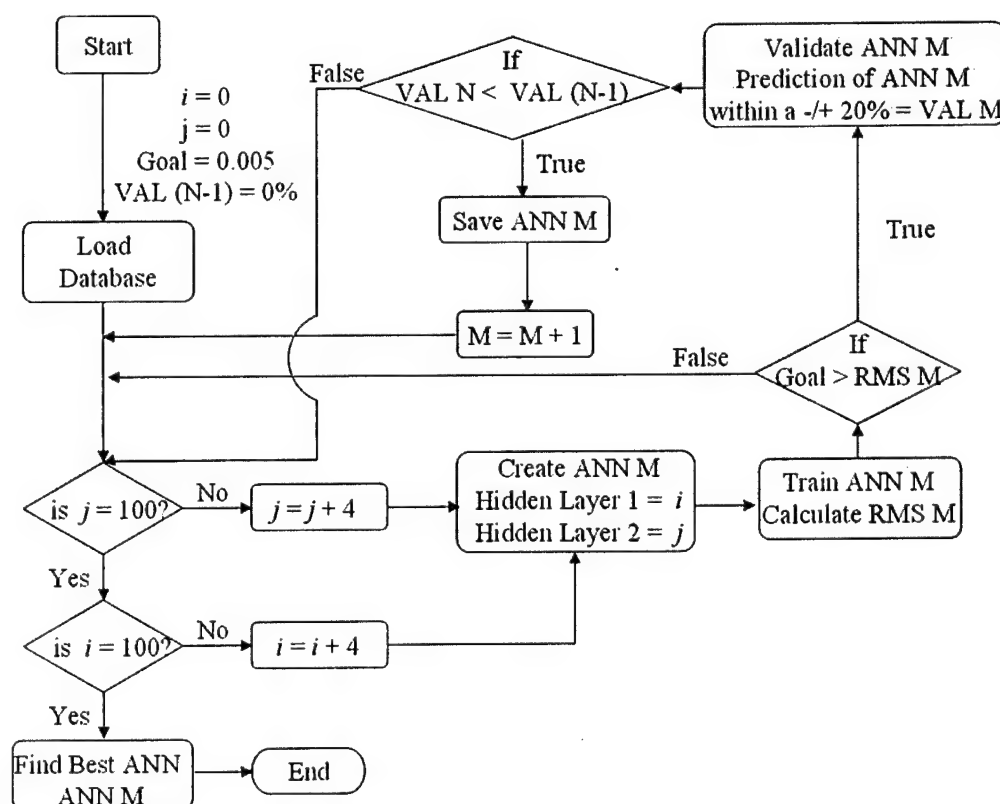 Start
i = 0
j = 0
Goal = 0.005
VAL (N-1) = 0%
Load
Database
If
VAL N < VAL (N-1)
False
True
Save ANN M
M = M + 1
Validate ANN M
Prediction of ANN M
within a -/+ 20% = VAL M
True
If
Goal > RMS M
False
Train ANN M
Calculate RMS M
Create ANN M
Hidden Layer 1 = i
Hidden Layer 2 = j
is j = 100?
No
j = j + 4
Yes
is i = 100?
No
i = i + 4
Yes
Find Best ANN
ANN M
End